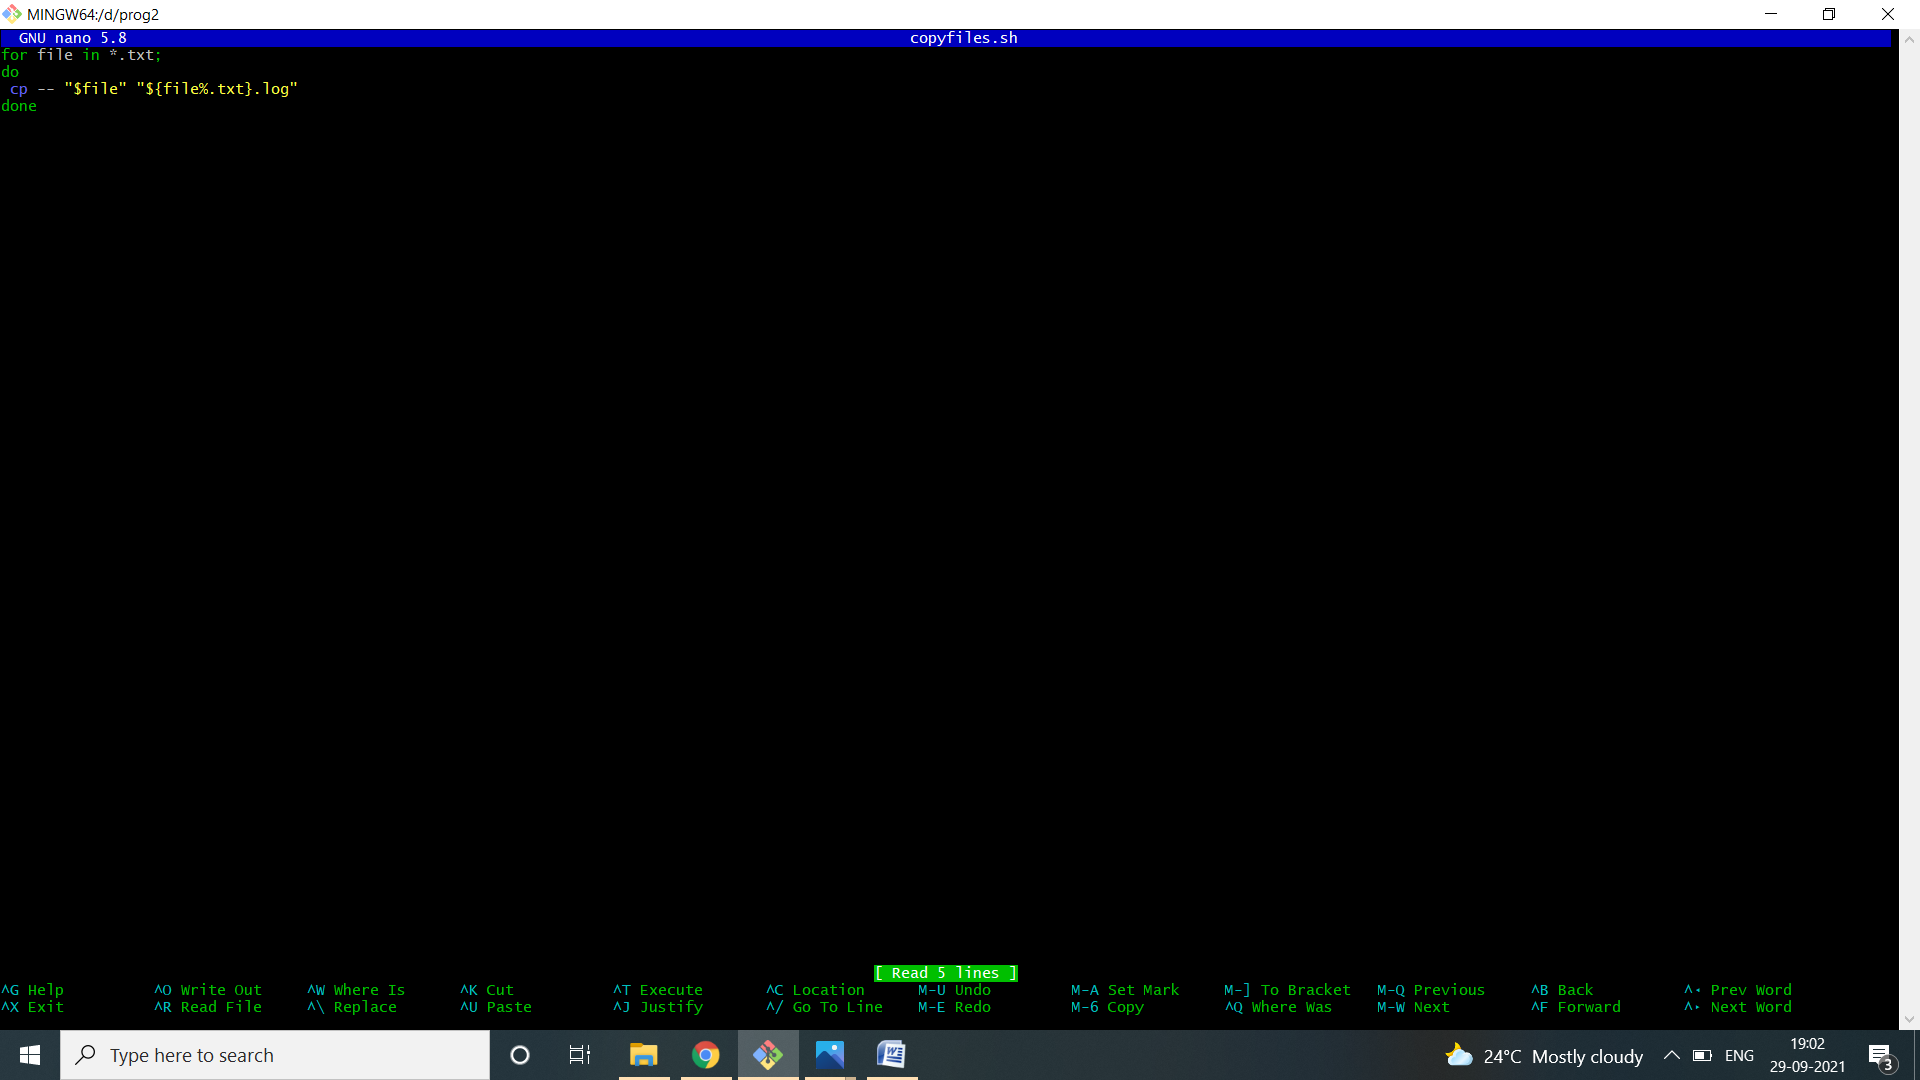 MINGW64:/d/prog2
GNU nano 5.8 copyfiles.sh
for file in *.txt;
do
 cp -- "$file" "${file%.txt}.log"
done
[ Read 5 lines ]
^G Help ^O Write Out ^W Where Is ^K Cut ^T Execute ^C Location M-U Undo M-A Set Mark M-] To Bracket M-Q Previous ^B Back ^◂ Prev Word
^X Exit ^R Read File ^\ Replace ^U Paste ^J Justify ^/ Go To Line M-E Redo M-6 Copy ^Q Where Was M-W Next ^F Forward ^▸ Next Word
Type here to search 24°C Mostly cloudy ENG 19:02
29-09-2021 3